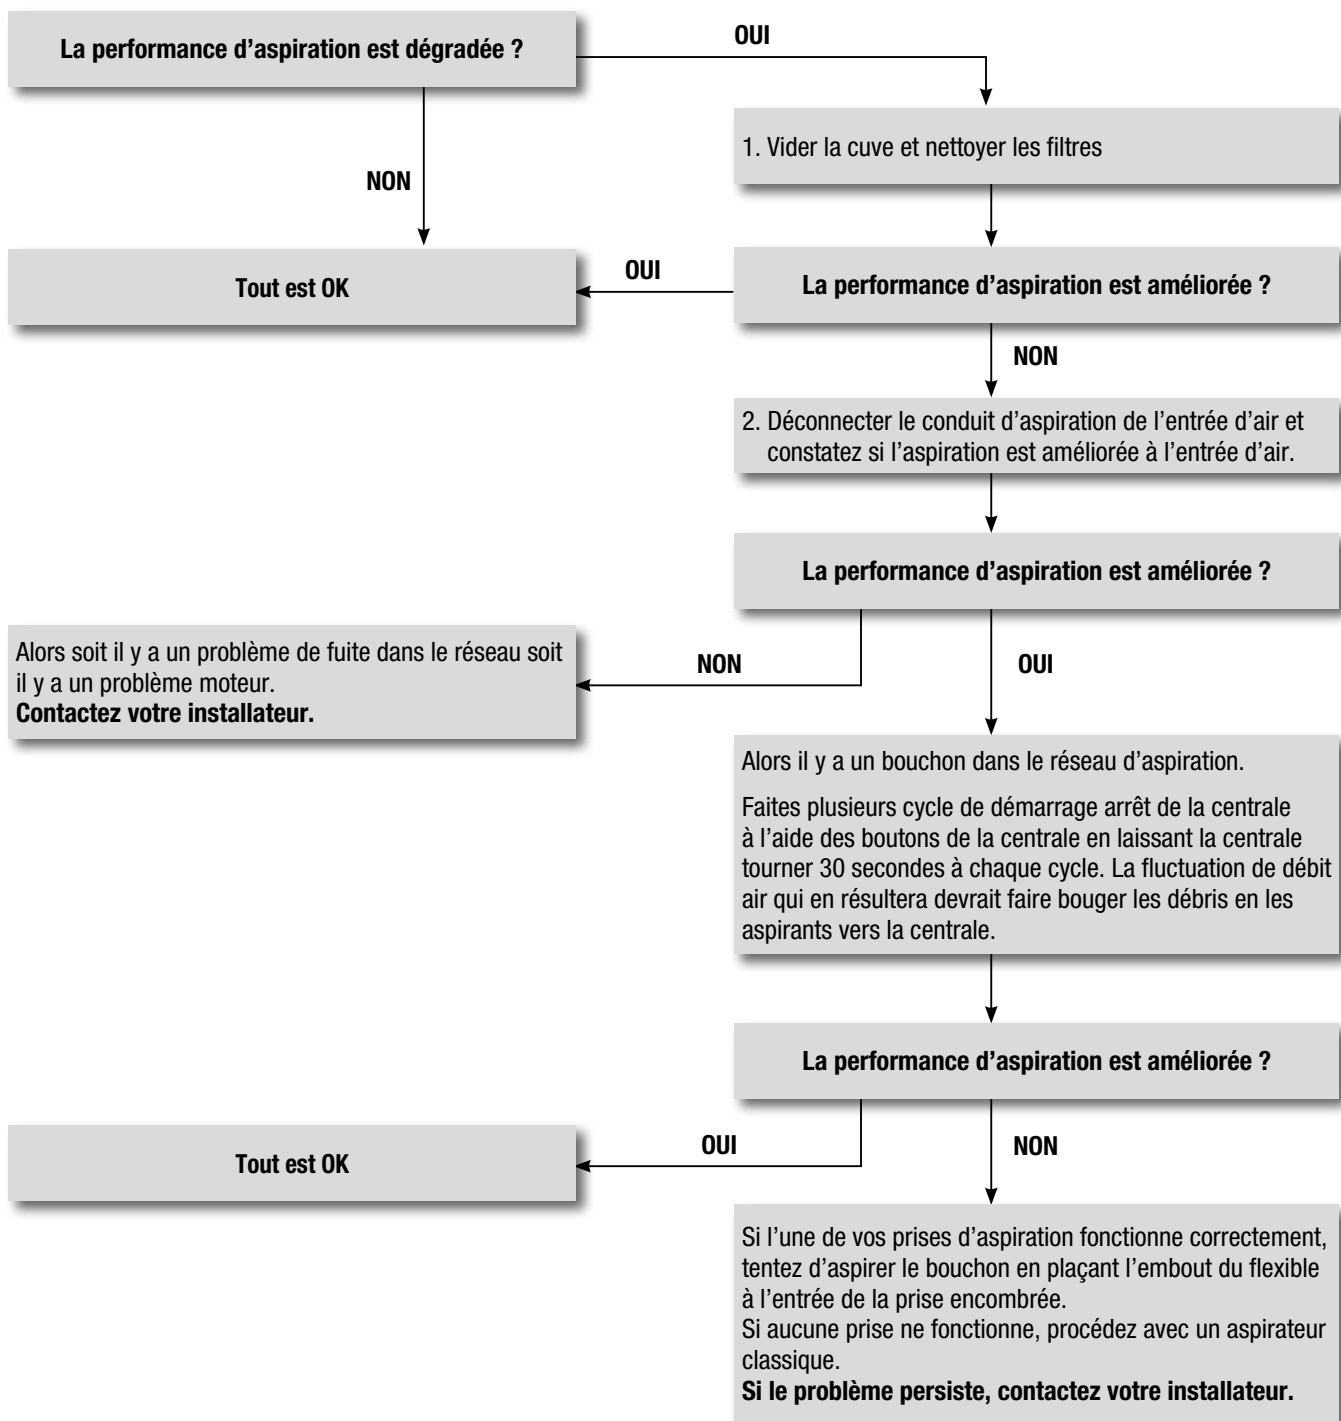 La performance d’aspiration est dégradée ?
OUI
1. Vider la cuve et nettoyer les filtres
NON
Tout est OK
OUI
La performance d’aspiration est améliorée ?
NON
2. Déconnecter le conduit d’aspiration de l’entrée d’air et
constatez si l’aspiration est améliorée à l’entrée d’air.
La performance d’aspiration est améliorée ?
Alors soit il y a un problème de fuite dans le réseau soit
il y a un problème moteur.
Contactez votre installateur.
NON
OUI
Alors il y a un bouchon dans le réseau d’aspiration.
Faites plusieurs cycle de démarrage arrêt de la centrale
à l’aide des boutons de la centrale en laissant la centrale
tourner 30 secondes à chaque cycle. La fluctuation de débit
air qui en résultera devrait faire bouger les débris en les
aspirants vers la centrale.
La performance d’aspiration est améliorée ?
Tout est OK
OUI
NON
Si l’une de vos prises d’aspiration fonctionne correctement,
tentez d’aspirer le bouchon en plaçant l’embout du flexible
à l’entrée de la prise encombrée.
Si aucune prise ne fonctionne, procédez avec un aspirateur
classique.
Si le problème persiste, contactez votre installateur.